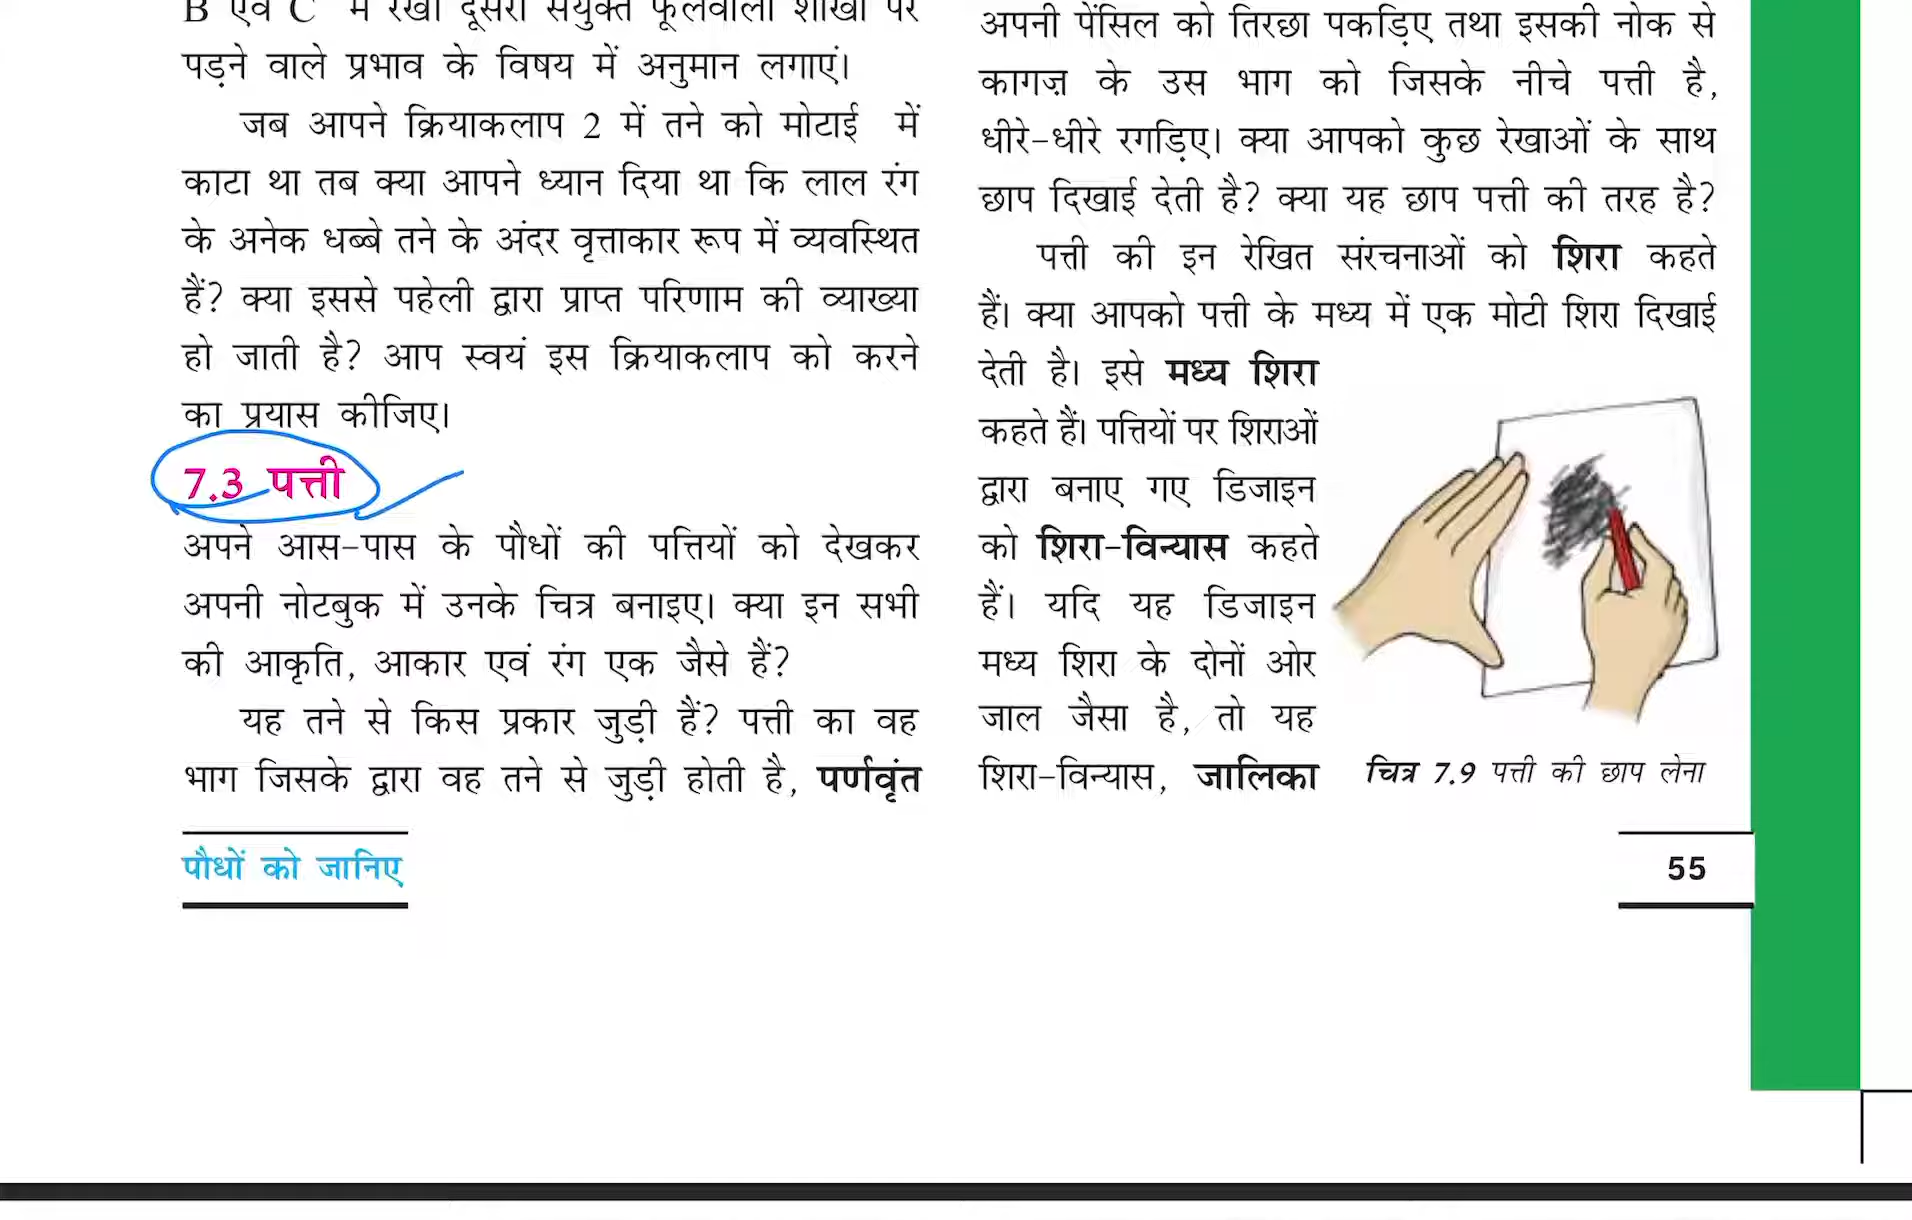 B एवं C में रखी दूसरी संयुक्त फूलवाली शाखा पर
पड़ने वाले प्रभाव के विषय में अनुमान लगाएं।
जब आपने क्रियाकलाप 2 में तने को मोटाई में
काटा था तब क्या आपने ध्यान दिया था कि लाल रंग
के अनेक धब्बे तने के अंदर वृत्ताकार रूप में व्यवस्थित
हैं? क्या इससे पहेली द्वारा प्राप्त परिणाम की व्याख्या
हो जाती है? आप स्वयं इस क्रियाकलाप को करने
का प्रयास कीजिए।
7.3 पत्ती
अपने आस-पास के पौधों की पत्तियों को देखकर
अपनी नोटबुक में उनके चित्र बनाइए। क्या इन सभी
की आकृति, आकार एवं रंग एक जैसे हैं?
यह तने से किस प्रकार जुड़ी हैं? पत्ती का वह
भाग जिसके द्वारा वह तने से जुड़ी होती है, पर्णवृंत
अपनी पेंसिल को तिरछा पकड़िए तथा इसकी नोक से
कागज़ के उस भाग को जिसके नीचे पत्ती है,
धीरे-धीरे रगड़िए। क्या आपको कुछ रेखाओं के साथ
छाप दिखाई देती है? क्या यह छाप पत्ती की तरह है?
पत्ती की इन रेखित संरचनाओं को शिरा कहते
हैं। क्या आपको पत्ती के मध्य में एक मोटी शिरा दिखाई
देती है। इसे मध्य शिरा
कहते हैं। पत्तियों पर शिराओं
द्वारा बनाए गए डिजाइन
को शिरा-विन्यास कहते
हैं। यदि यह डिजाइन
मध्य शिरा के दोनों ओर
जाल जैसा है, तो यह
शिरा-विन्यास, जालिका
चित्र 7.9 पत्ती की छाप लेना
पौधों को जानिए
55